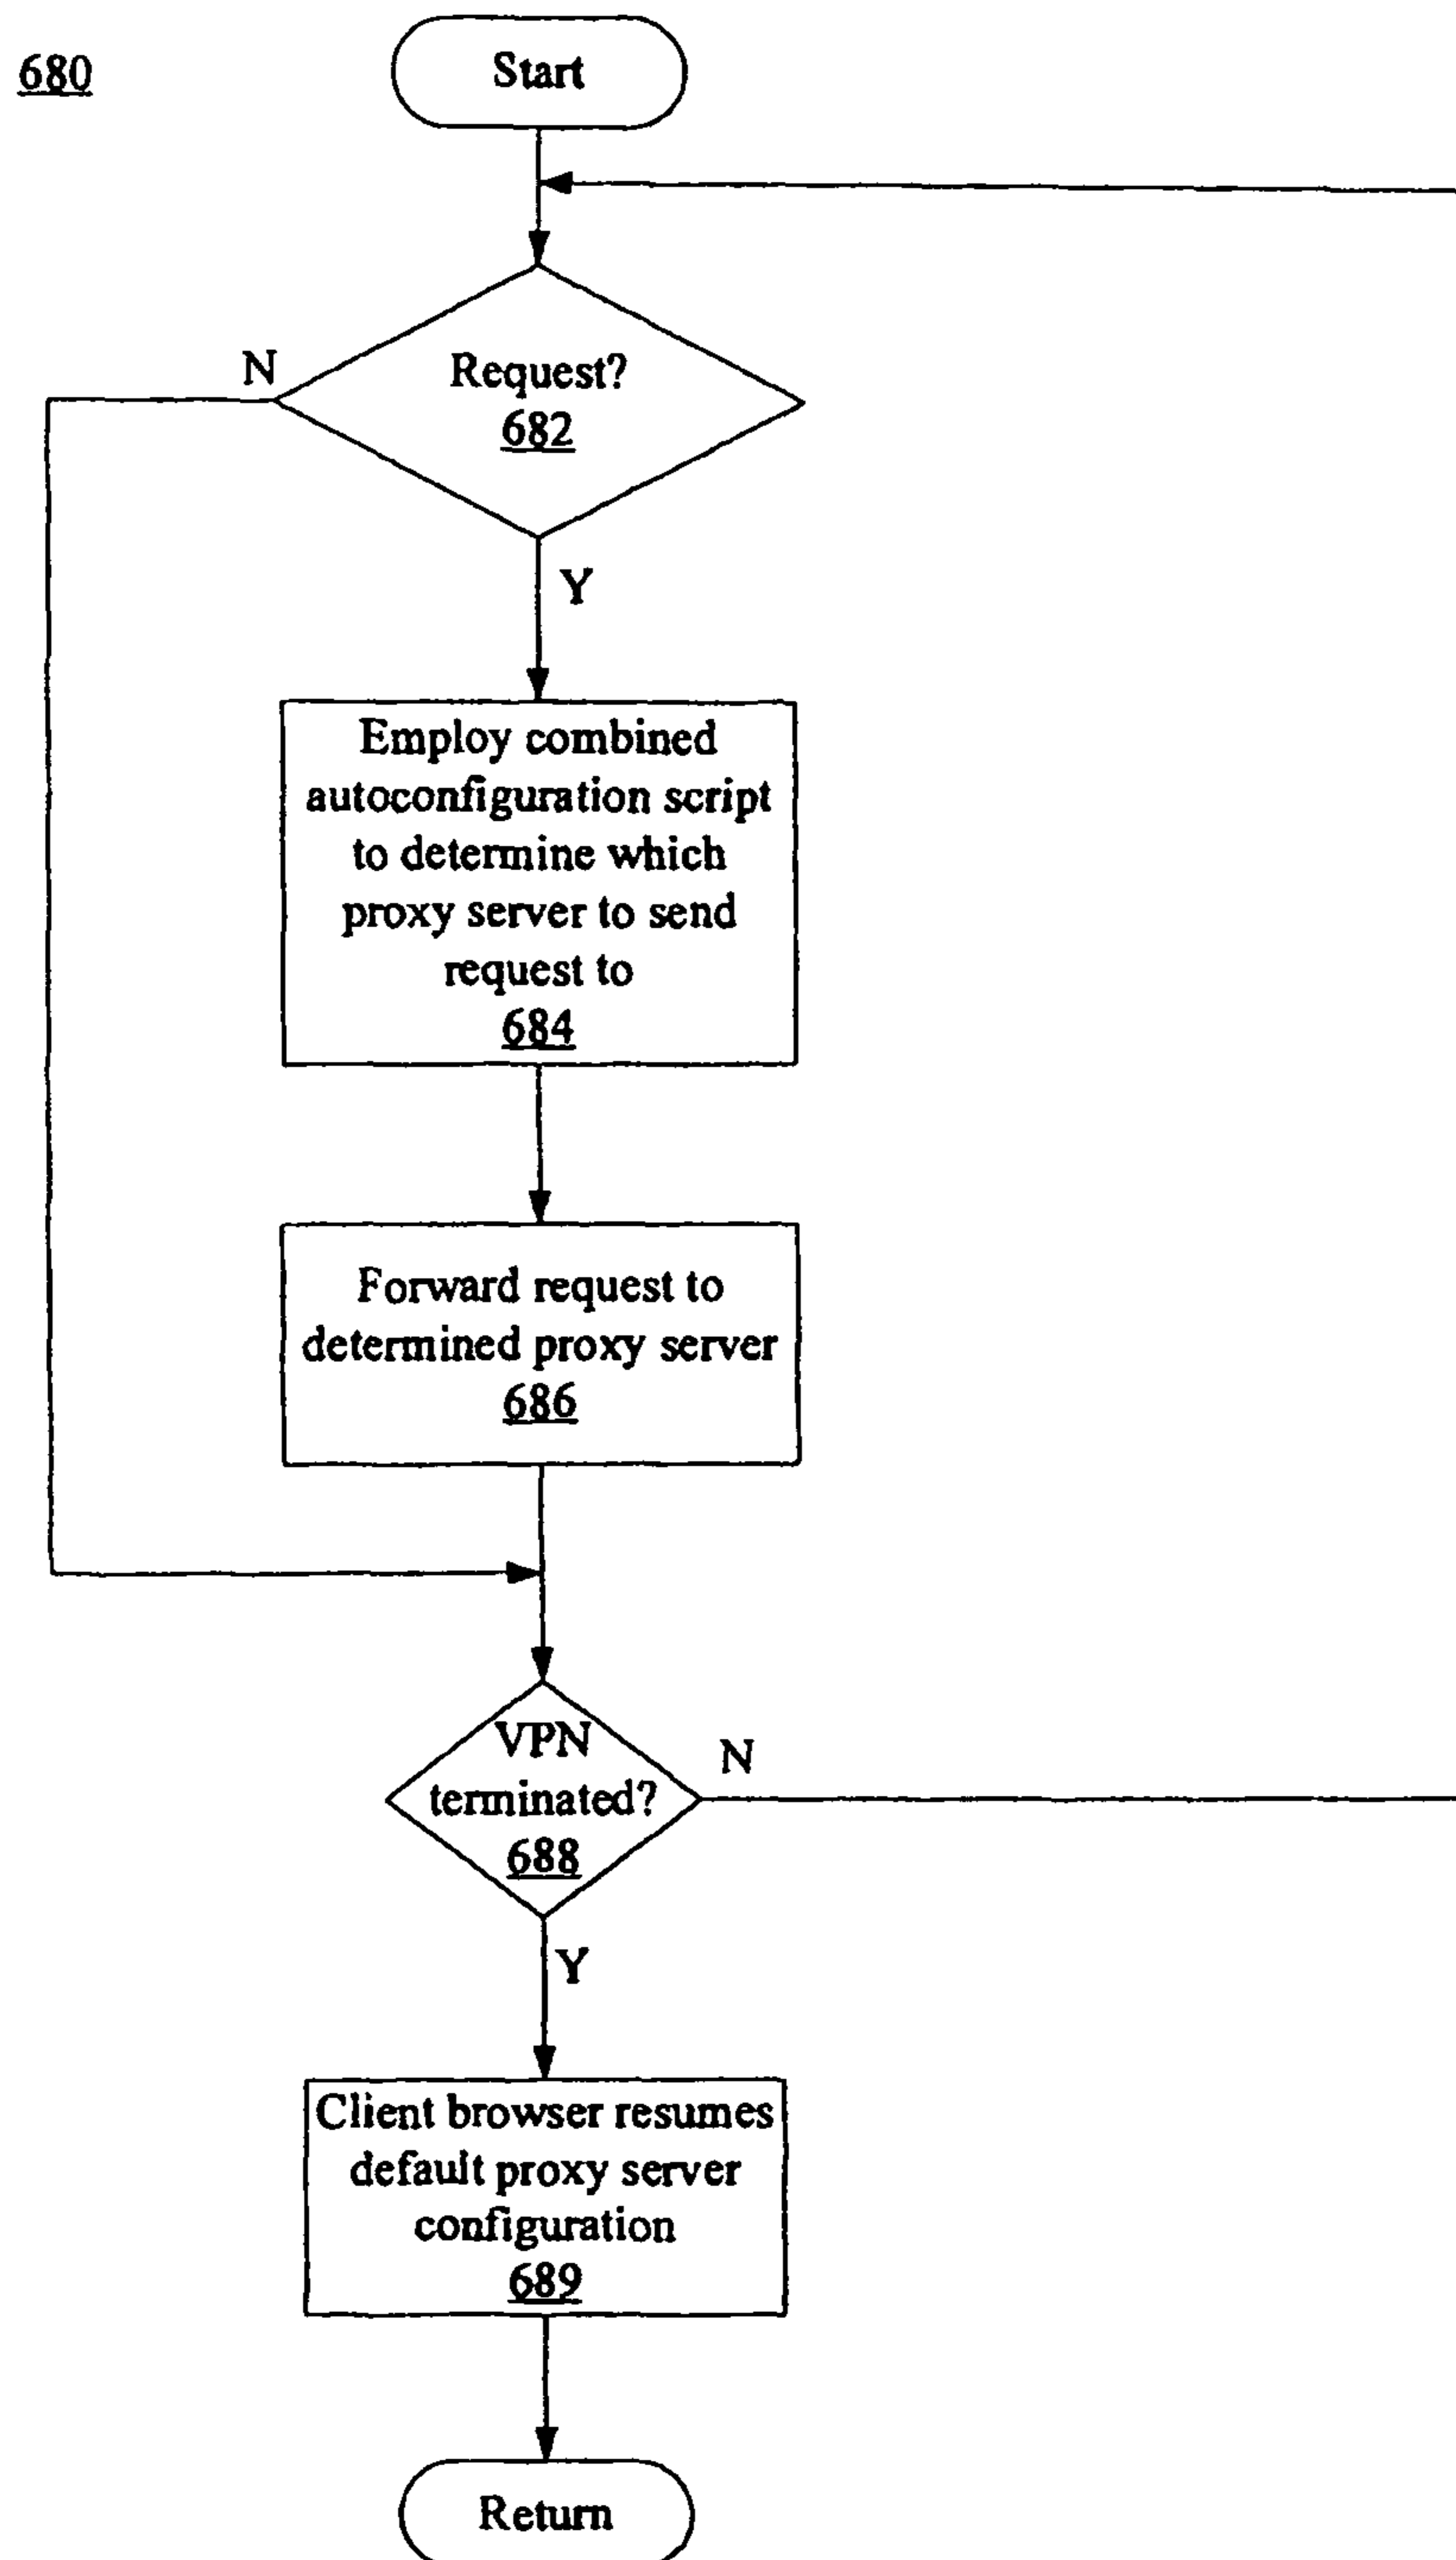 680
Start
Request?
682
N
Y
Employ combined
autoconfiguration script
to determine which
proxy server to send
request to
684
Forward request to
determined proxy server
686
VPN
terminated?
688
N
Y
Client browser resumes
default proxy server
configuration
689
Return